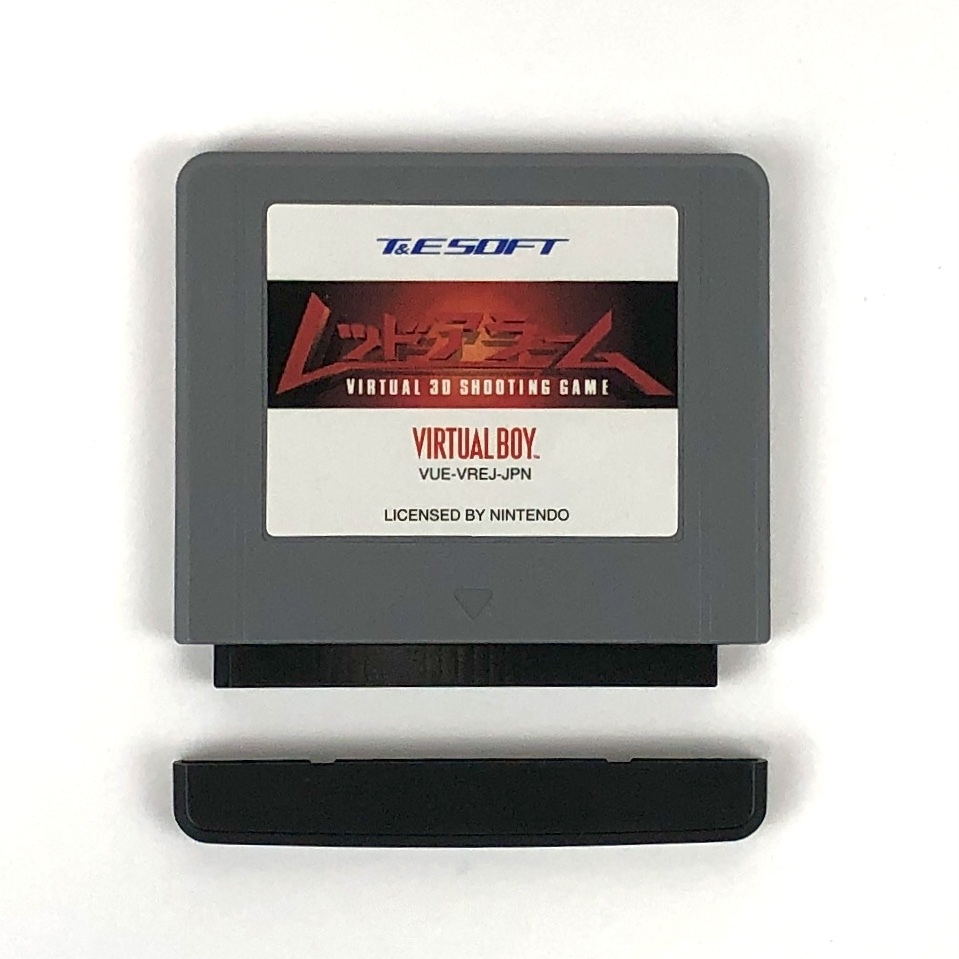 T&E SOFT
レッドアラーム
VIRTUAL 3D SHOOTING GAME
VIRTUAL BOY™
VUE-VREJ-JPN
LICENSED BY NINTENDO